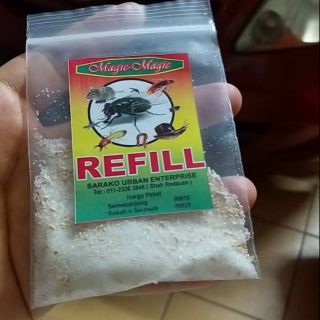 Magic-Magic
REFILL
SARAKO URBAN ENTERPRISE
Tel : 011-2336 3846 ( Shah Redzuan )
Harga Paket
Semenanjung
Sabah n Sarawak